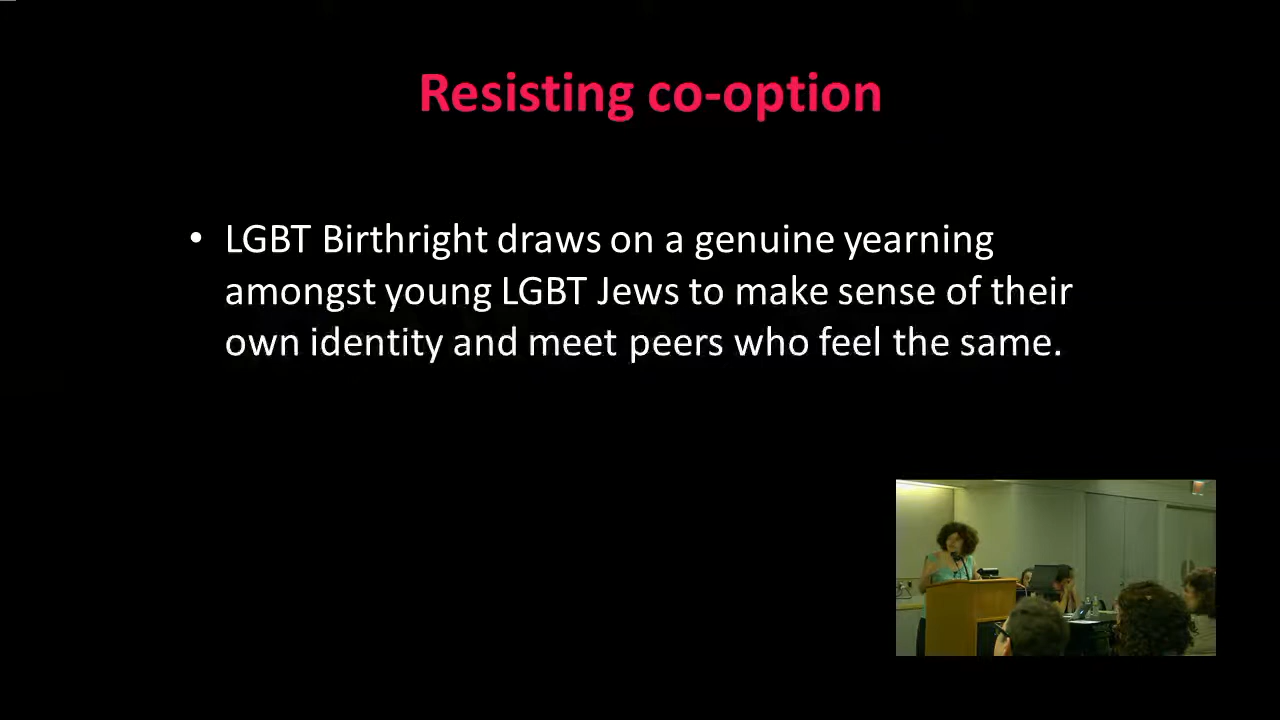 Resisting co-option
• LGBT Birthright draws on a genuine yearning
amongst young LGBT Jews to make sense of their
own identity and meet peers who feel the same.